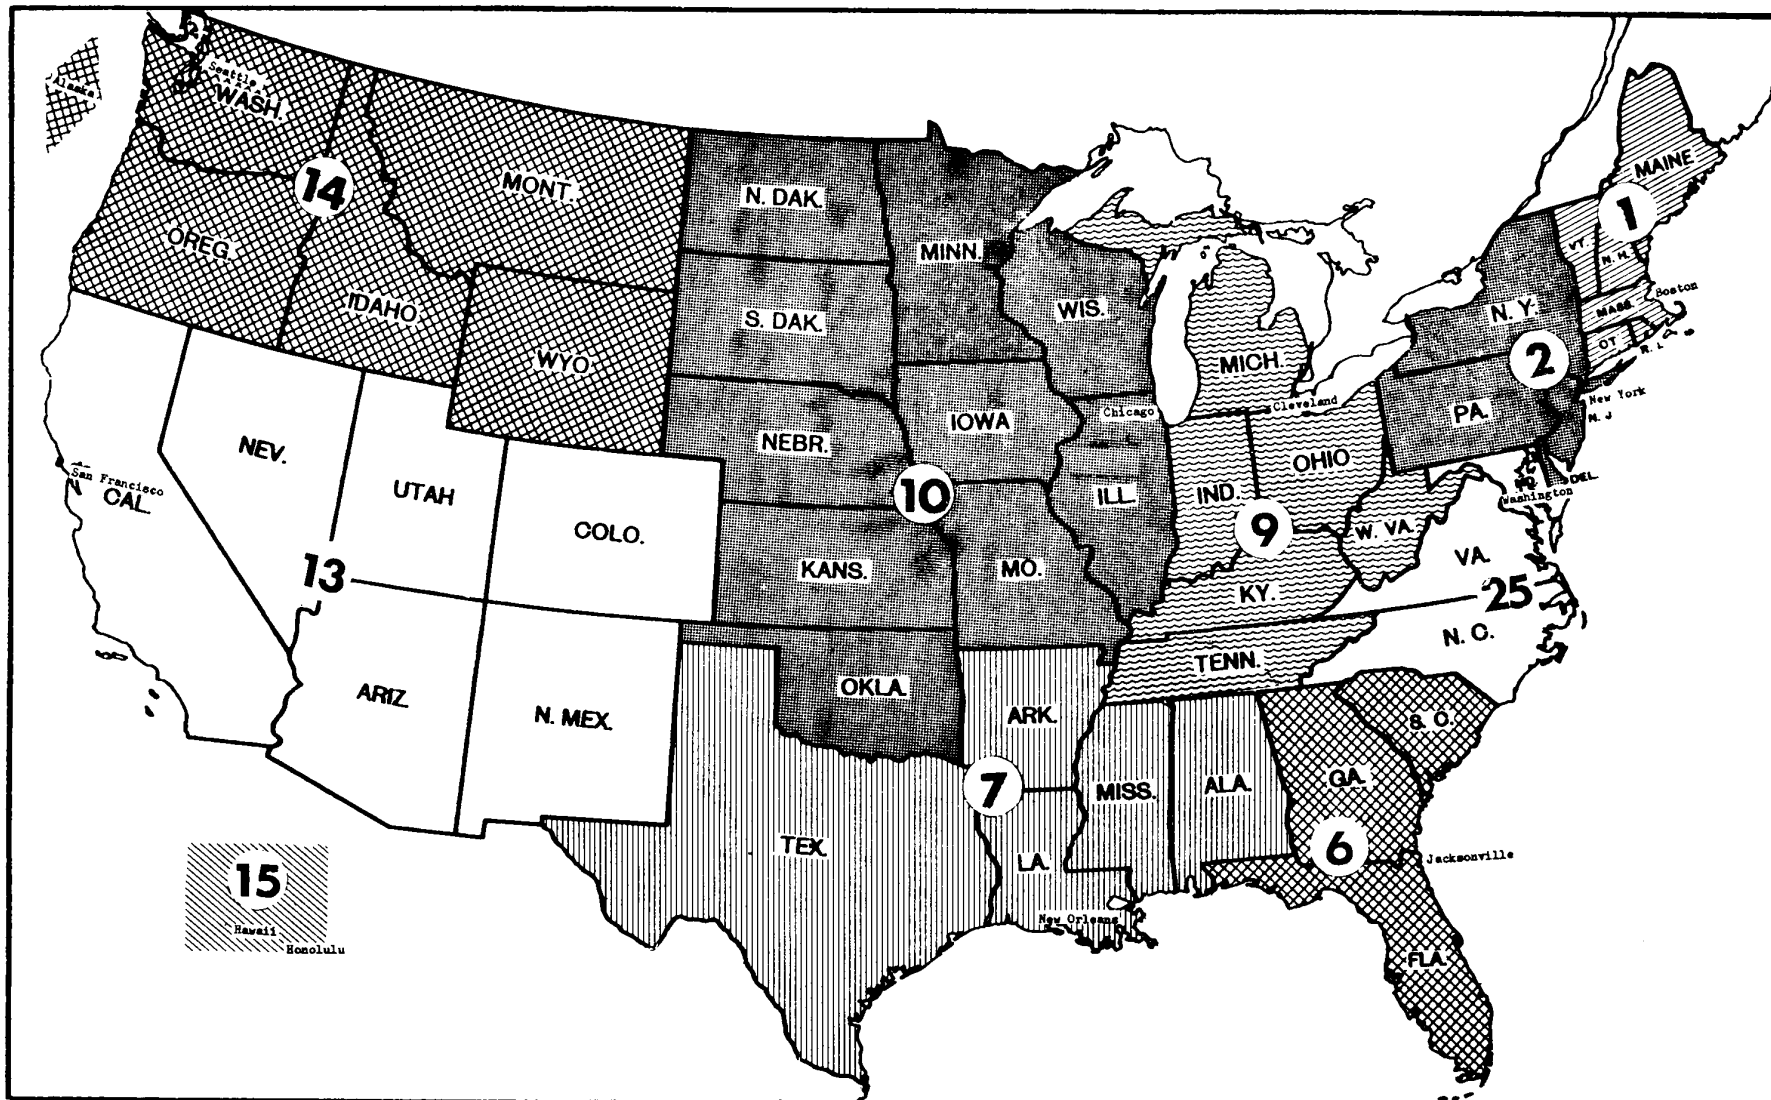 Alaska
Seattle
WASH.
14
MONT.
OREG.
IDAHO
WYO.
N. DAK.
S. DAK.
MINN.
WIS.
MICH.
MAINE
1
VT.
N. H.
MASS.
Boston
CT.
R. I.
N. Y.
2
PA.
New York
N. J
DEL.
MD.
Washington
NEV.
UTAH
COLO.
San Francisco
CAL.
13
NEBR.
IOWA
10
KANS.
MO.
Chicago
ILL.
Cleveland
IND.
OHIO
9
W. VA.
KY.
VA.
25
N. C.
TENN.
ARIZ.
N. MEX.
OKLA.
ARK.
7
TEX.
LA.
MISS.
ALA.
GA.
S. C.
6
Jacksonville
New Orleans
FLA.
15
Hawaii
Honolulu